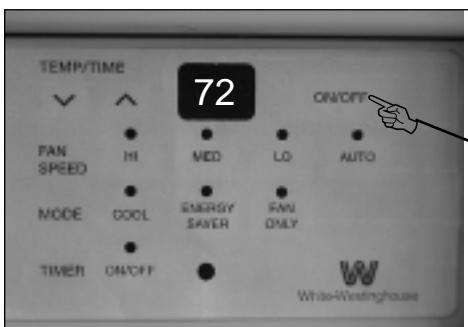 TEMP/TIME
72
ON/OFF
FAN SPEED
HI
MED
LO
AUTO
MODE
COOL
ENERGY SAVER
FAN ONLY
TIMER
ON/OFF
White-Westinghouse